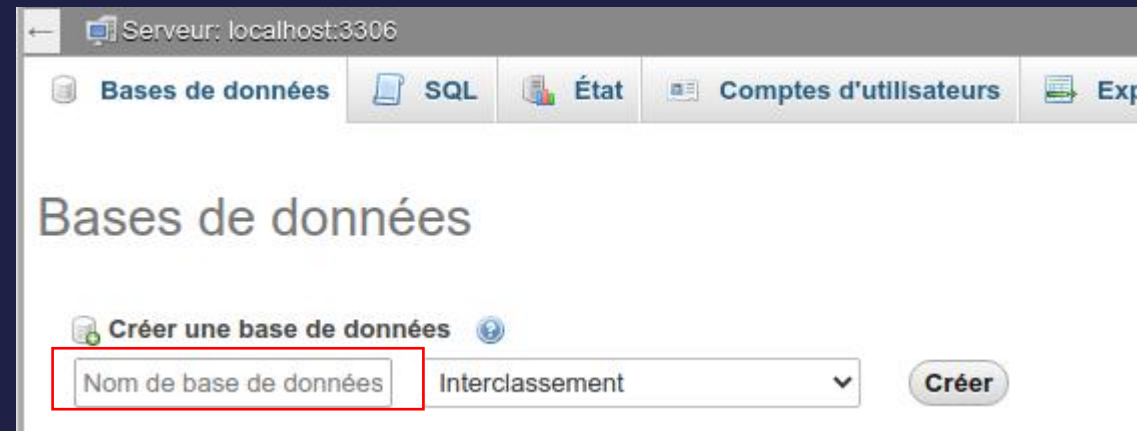 ← Serveur: localhost:3306
Bases de données SQL État Comptes d'utilisateurs Exp
Bases de données
Créer une base de données
Nom de base de données Interclassement Créer